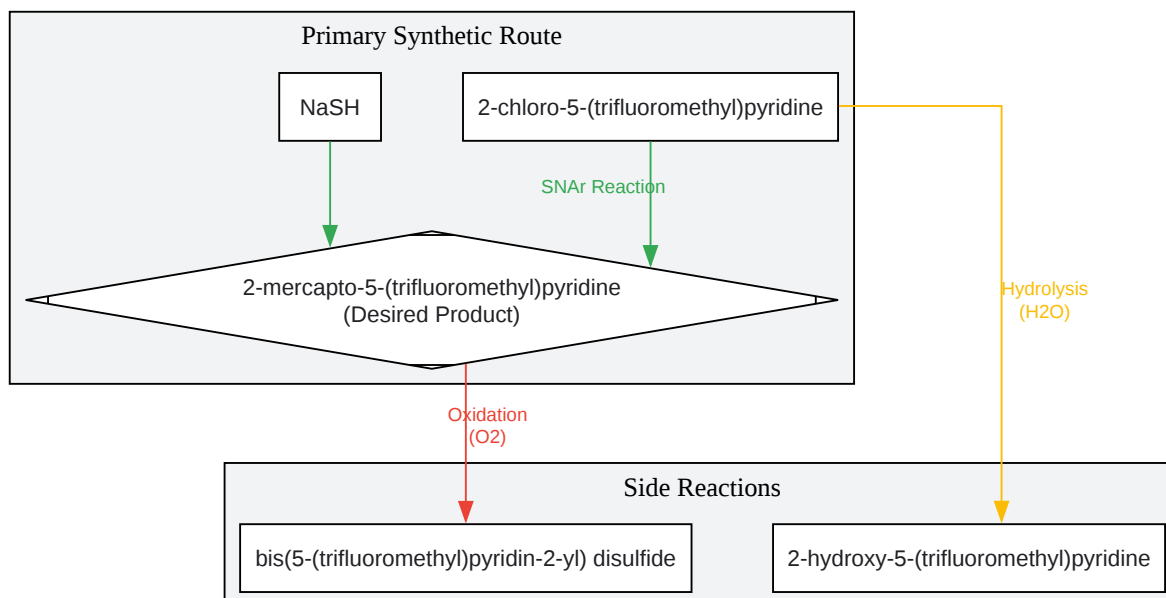 Primary Synthetic Route
NaSH
2-chloro-5-(trifluoromethyl)pyridine
SNAr Reaction
2-mercapto-5-(trifluoromethyl)pyridine
(Desired Product)
Hydrolysis
(H2O)
Oxidation
(O2)
Side Reactions
bis(5-(trifluoromethyl)pyridin-2-yl) disulfide
2-hydroxy-5-(trifluoromethyl)pyridine